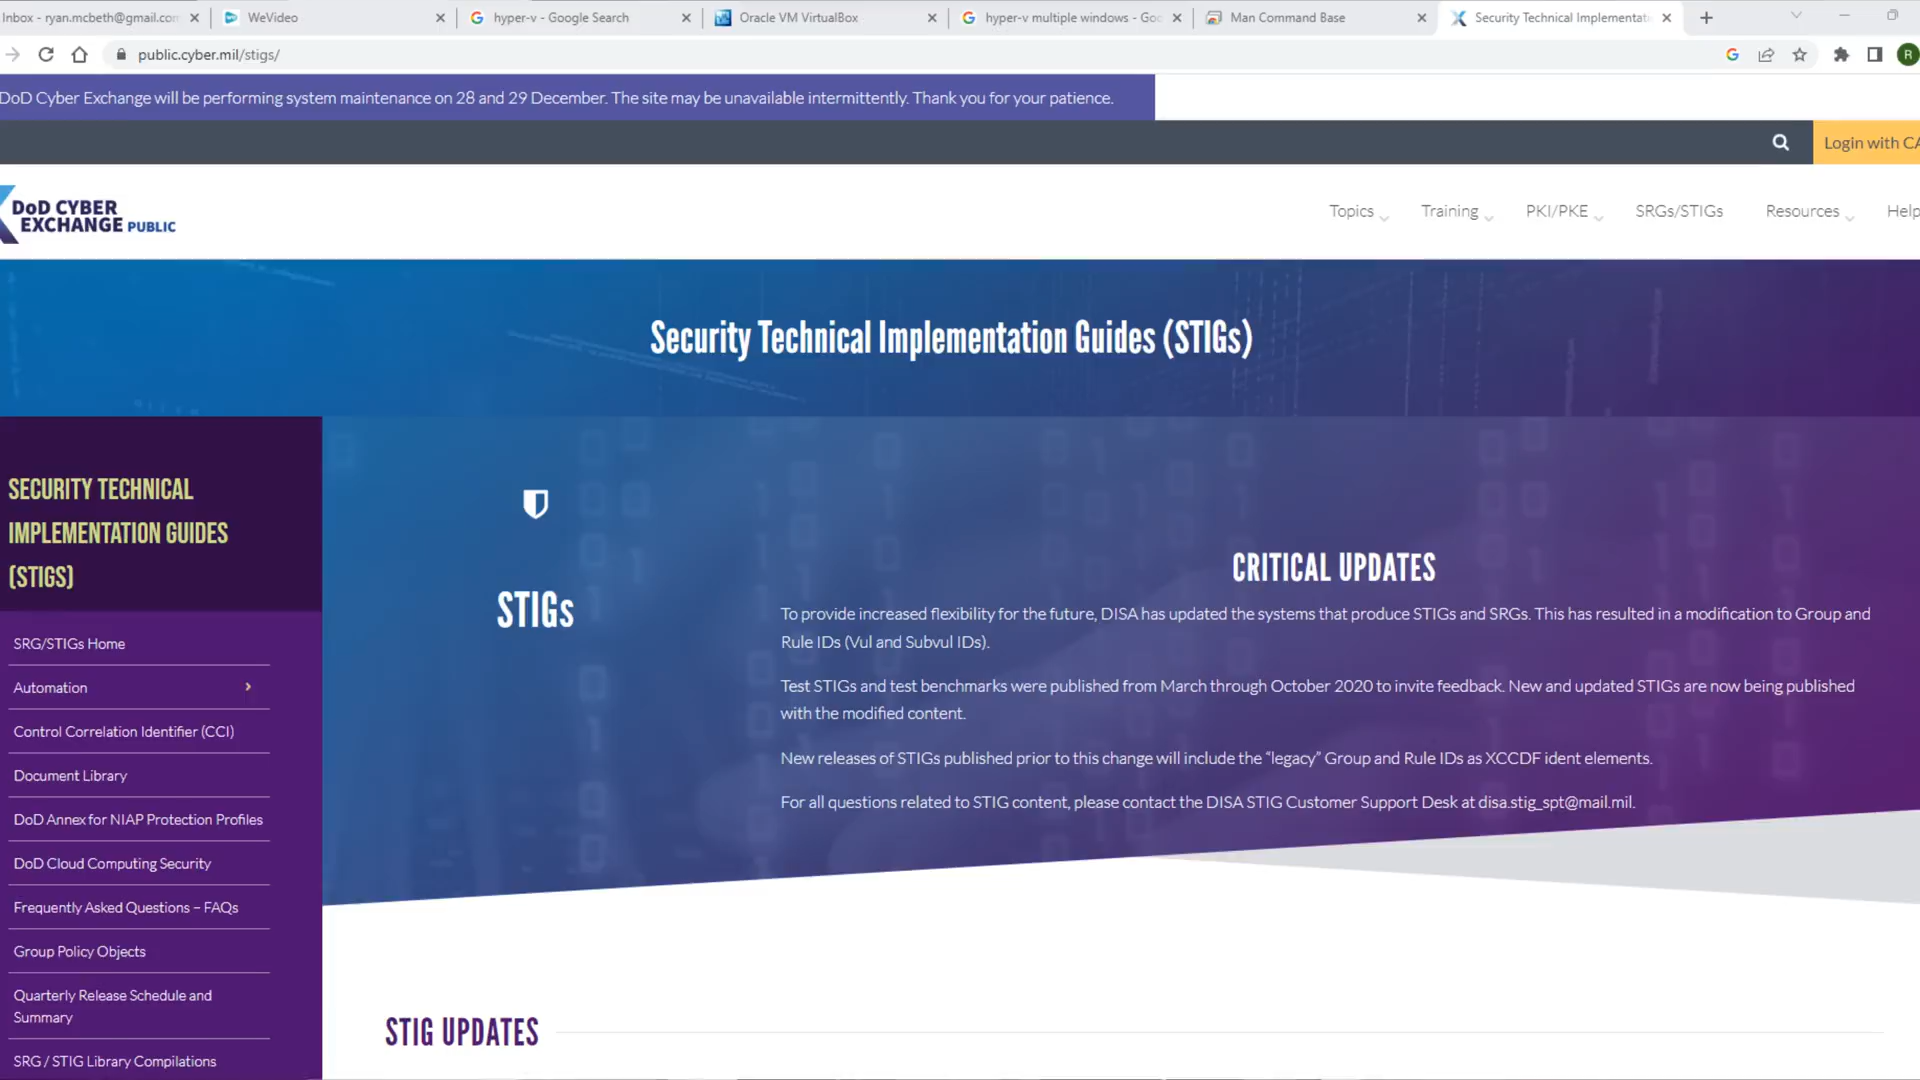 Inbox - ryan.mcbeth@gmail.com
WeVideo
hyper-v - Google Search
Oracle VM VirtualBox
hyper-v multiple windows - Goo
Man Command Base
Security Technical Implementati
public.cyber.mil/stigs/
R
DoD Cyber Exchange will be performing system maintenance on 28 and 29 December. The site may be unavailable intermittently. Thank you for your patience.
Login with CA
DoD CYBER
EXCHANGE PUBLIC
Topics
Training
PKI/PKE
SRGs/STIGs
Resources
Help
Security Technical Implementation Guides (STIGs)
SECURITY TECHNICAL
IMPLEMENTATION GUIDES
(STIGS)
SRG/STIGs Home
Automation
Control Correlation Identifier (CCI)
Document Library
DoD Annex for NIAP Protection Profiles
DoD Cloud Computing Security
Frequently Asked Questions – FAQs
Group Policy Objects
Quarterly Release Schedule and
Summary
SRG / STIG Library Compilations
STIGs
CRITICAL UPDATES
To provide increased flexibility for the future, DISA has updated the systems that produce STIGs and SRGs. This has resulted in a modification to Group and
Rule IDs (Vul and Subvul IDs).
Test STIGs and test benchmarks were published from March through October 2020 to invite feedback. New and updated STIGs are now being published
with the modified content.
New releases of STIGs published prior to this change will include the “legacy” Group and Rule IDs as XCCDF ident elements.
For all questions related to STIG content, please contact the DISA STIG Customer Support Desk at disa.stig_spt@mail.mil.
STIG UPDATES